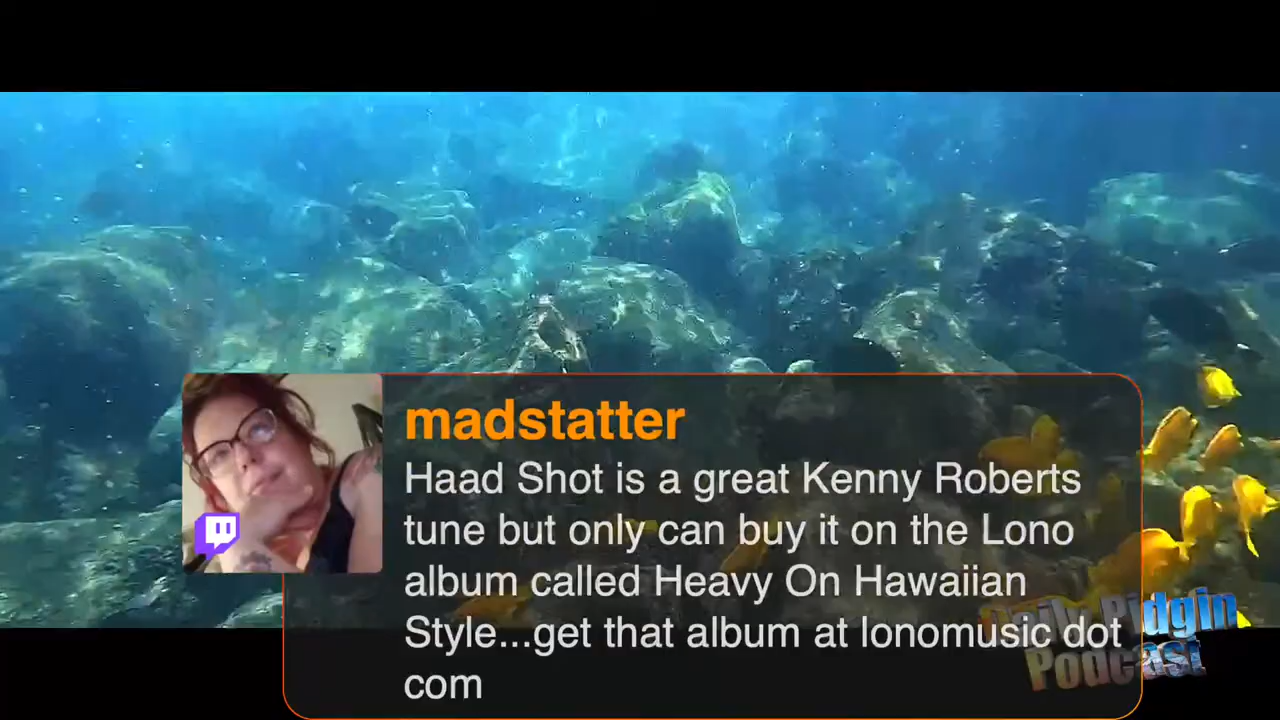 madstatter
Haad Shot is a great Kenny Roberts
tune but only can buy it on the Lono
album called Heavy On Hawaiian
Style...get that album at lonomusic dot
com
Daily Pidgin
Podcast